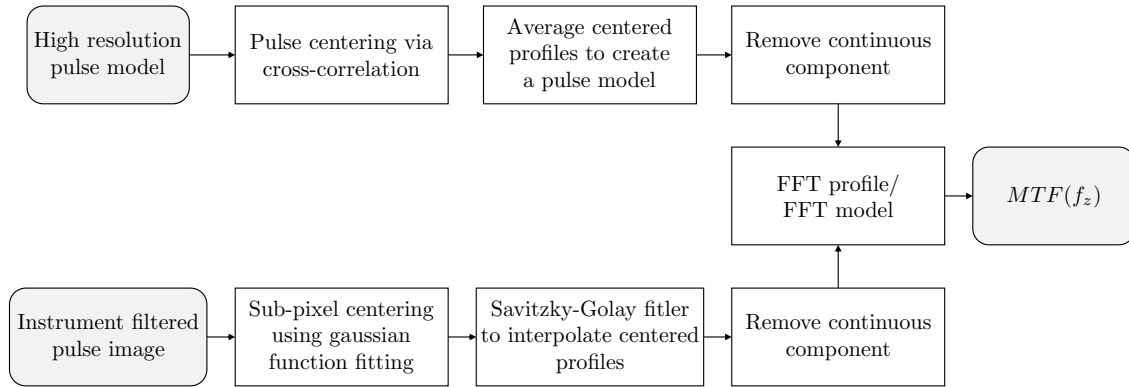 High resolution
pulse model
Pulse centering via
cross-correlation
Average centered
profiles to create
a pulse model
Remove continuous
component
FFT profile/
FFT model
MTF(f_z)
Instrument filtered
pulse image
Sub-pixel centering
using gaussian
function fitting
Savitzky-Golay fitler
to interpolate centered
profiles
Remove continuous
component